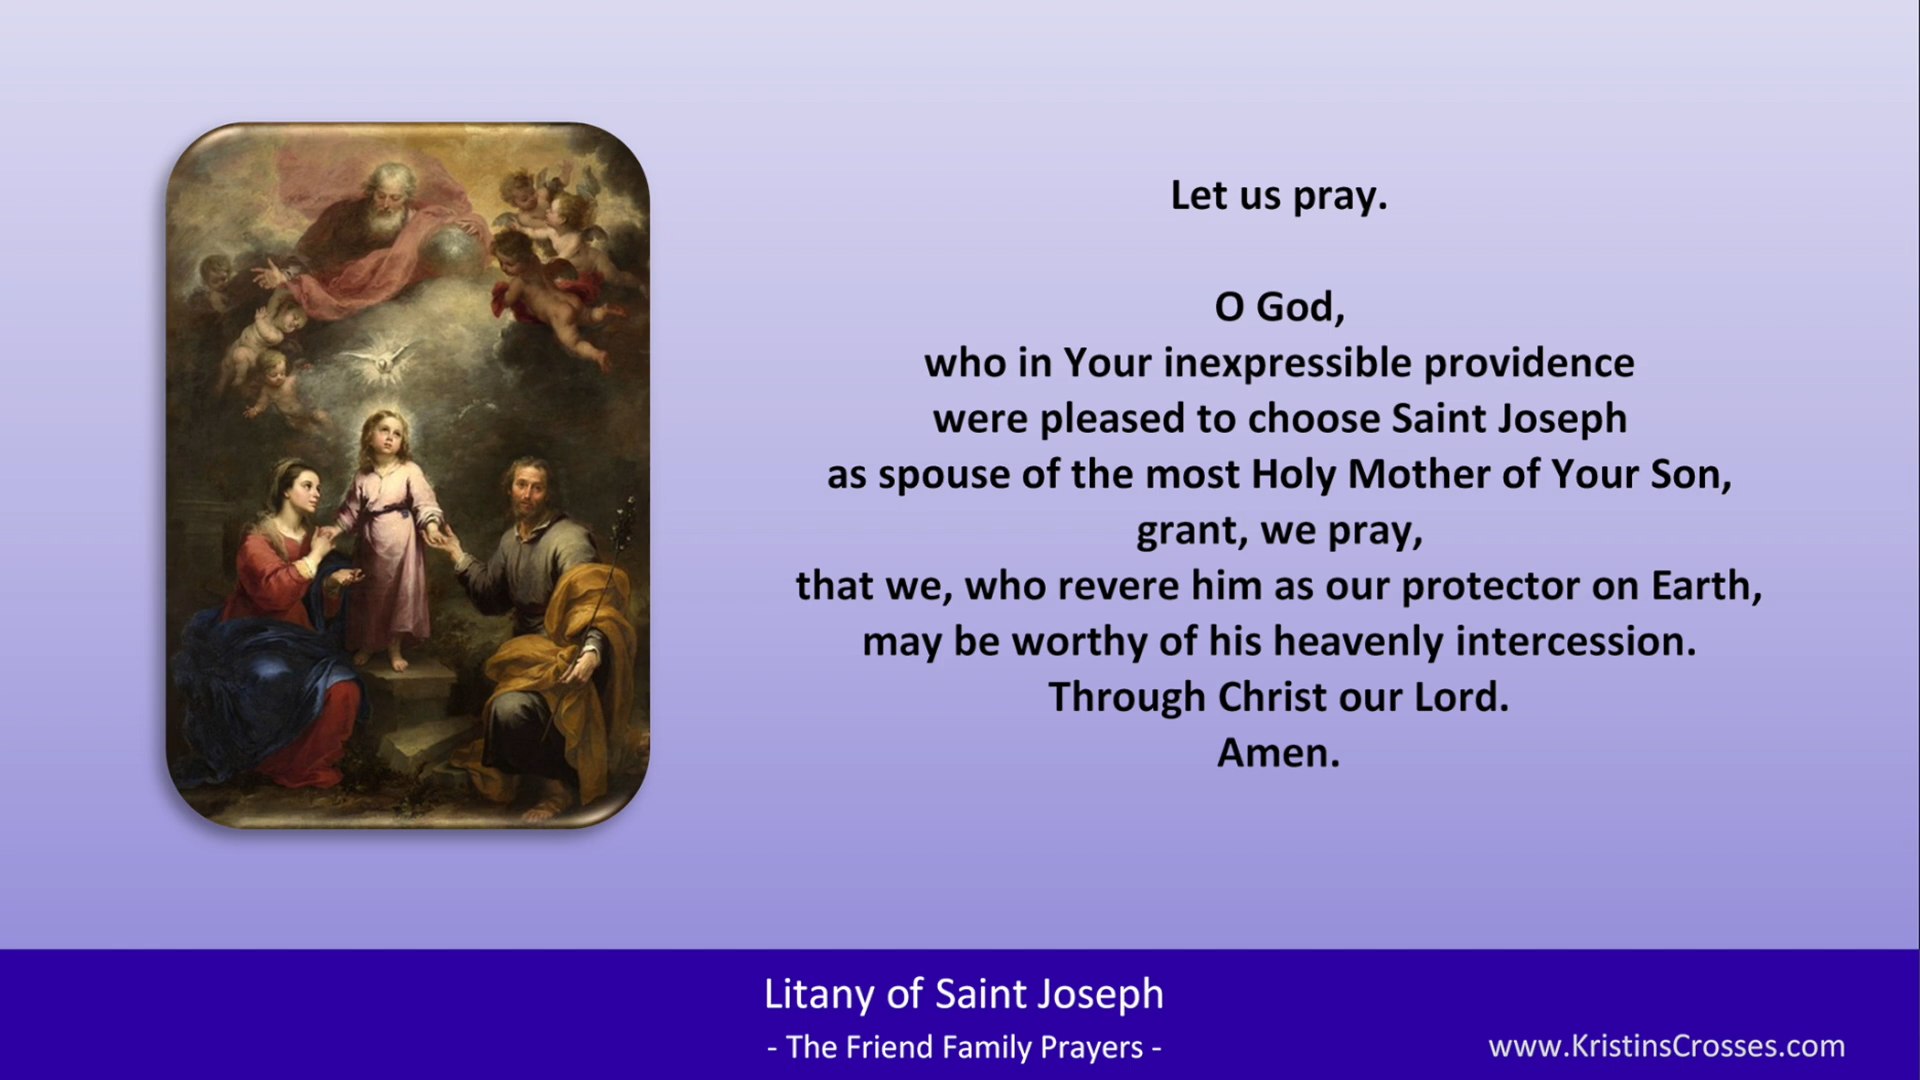 Let us pray.
O God,
who in Your inexpressible providence
were pleased to choose Saint Joseph
as spouse of the most Holy Mother of Your Son,
grant, we pray,
that we, who revere him as our protector on Earth,
may be worthy of his heavenly intercession.
Through Christ our Lord.
Amen.
Litany of Saint Joseph
- The Friend Family Prayers -
www.KristinsCrosses.com